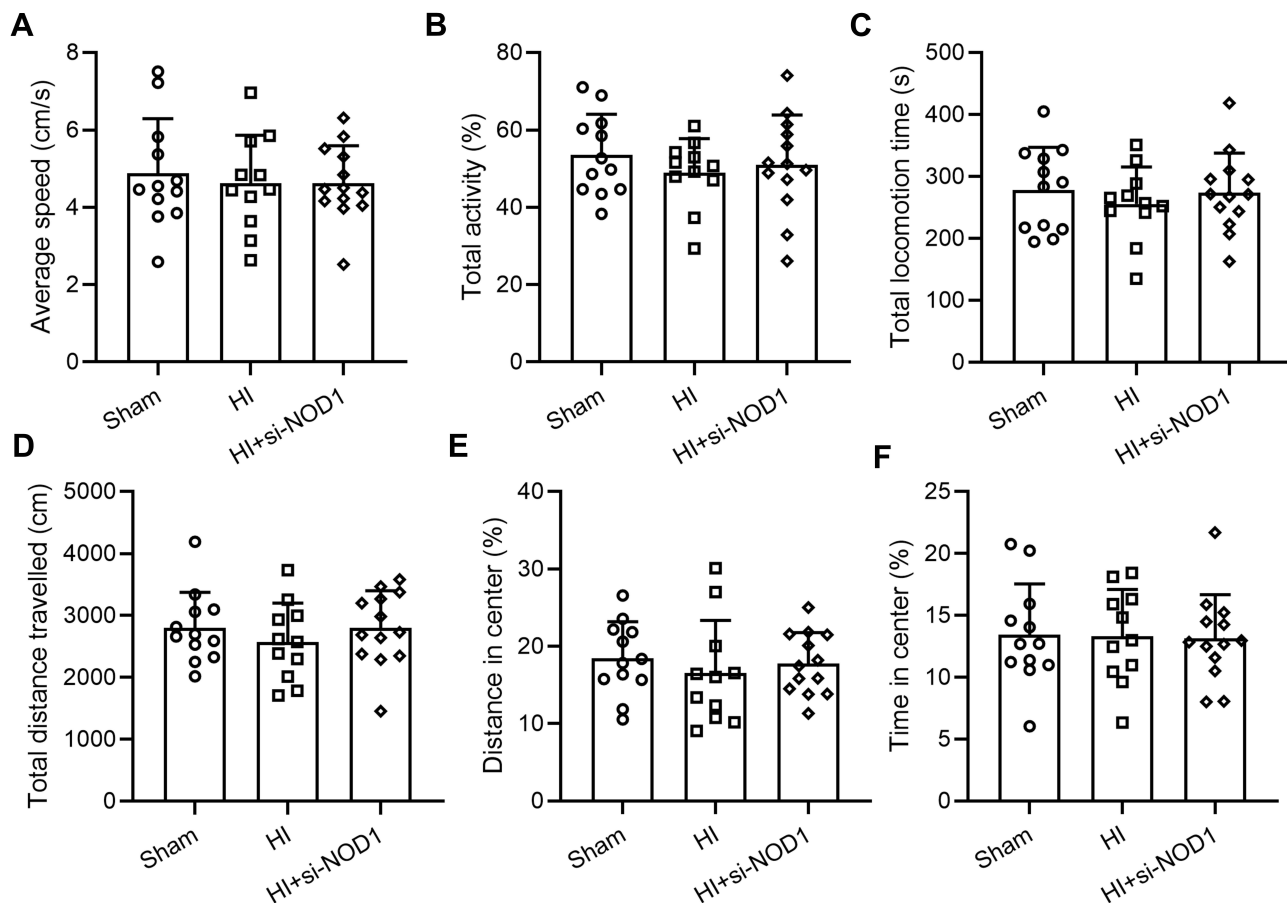 A
Average speed (cm/s)
8
6
4
2
0
Sham
HI
HI+si-NOD1
B
Total activity (%)
80
60
40
20
0
Sham
HI
HI+si-NOD1
C
Total locomotion time (s)
500
400
300
200
100
0
Sham
HI
HI+si-NOD1
D
Total distance travelled (cm)
5000
4000
3000
2000
1000
0
Sham
HI
HI+si-NOD1
E
Distance in center (%)
40
30
20
10
0
Sham
HI
HI+si-NOD1
F
Time in center (%)
25
20
15
10
5
0
Sham
HI
HI+si-NOD1